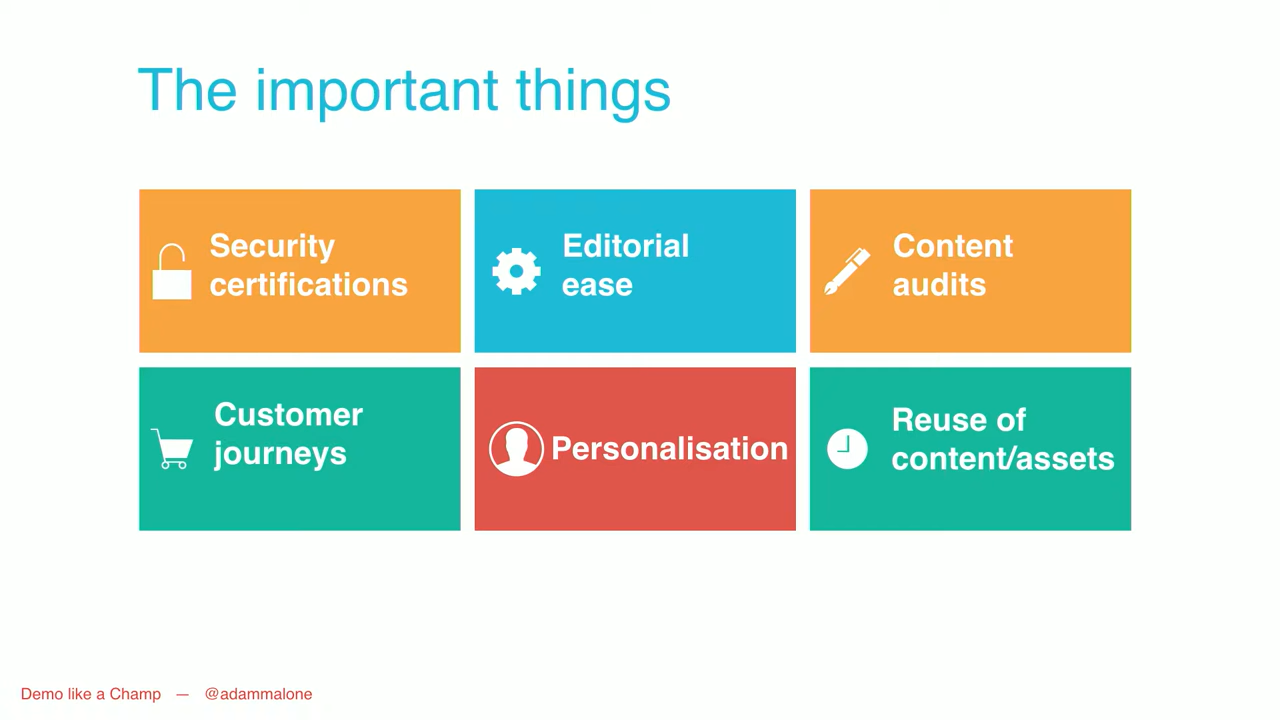 The important things
Security
certifications
Editorial
ease
Content
audits
Customer
journeys
Personalisation
Reuse of
content/assets
Demo like a Champ — @adammalone